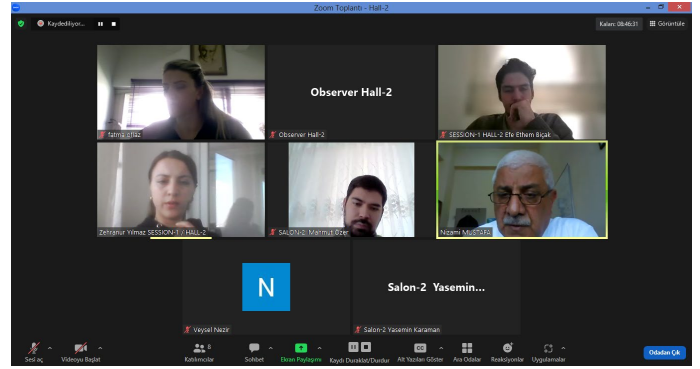 Zoom Toplantı - Hall-2
Kaydediliyor...
Kalan: 08:46:31
Görüntüle
fatma oflaz
Observer Hall-2
Observer Hall-2
SESSION-1 HALL-2 Efe Ethem Bıçak
Zehranur Yılmaz SESSION-1 / HALL-2
SALON-2 Mahmut Özer
Nizami MUSTAFA
N
Veysel Nezir
Salon-2 Yasemin...
Salon-2 Yasemin Karaman
Sesi aç
Videoyu Başlat
8
Katılımcılar
Sohbet
Ekran Paylaşımı
Kaydı Duraklat/Durdur
CC
Alt Yazıları Göster
Ara Odalar
Reaksiyonlar
Uygulamalar
Odadan Çık